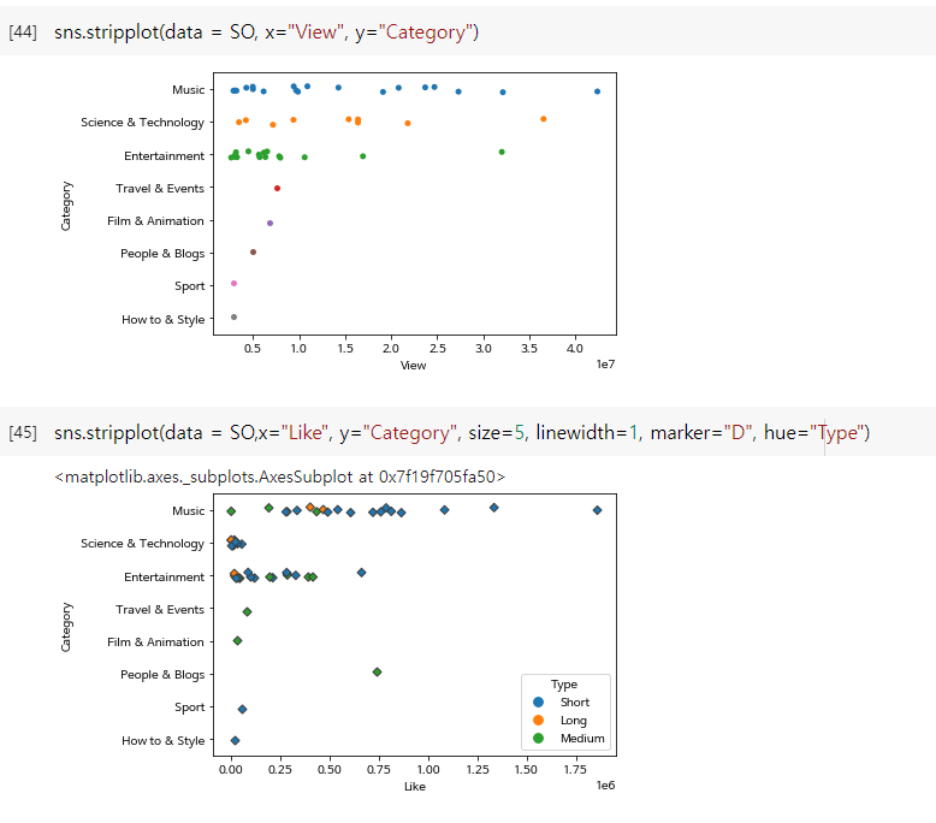 [44] sns.stripplot(data = SO, x="View", y="Category")
Music
Science & Technology
Entertainment
Travel & Events
Film & Animation
People & Blogs
Sport
How to & Style
Category
0.5 1.0 1.5 2.0 2.5 3.0 3.5 4.0
1e7
View
[45] sns.stripplot(data = SO,x="Like", y="Category", size=5, linewidth=1, marker="D", hue="Type")
<matplotlib.axes._subplots.AxesSubplot at 0x7f19f705fa50>
Music
Science & Technology
Entertainment
Travel & Events
Film & Animation
People & Blogs
Sport
How to & Style
Category
Type
Short
Long
Medium
0.00 0.25 0.50 0.75 1.00 1.25 1.50 1.75
1e6
Like